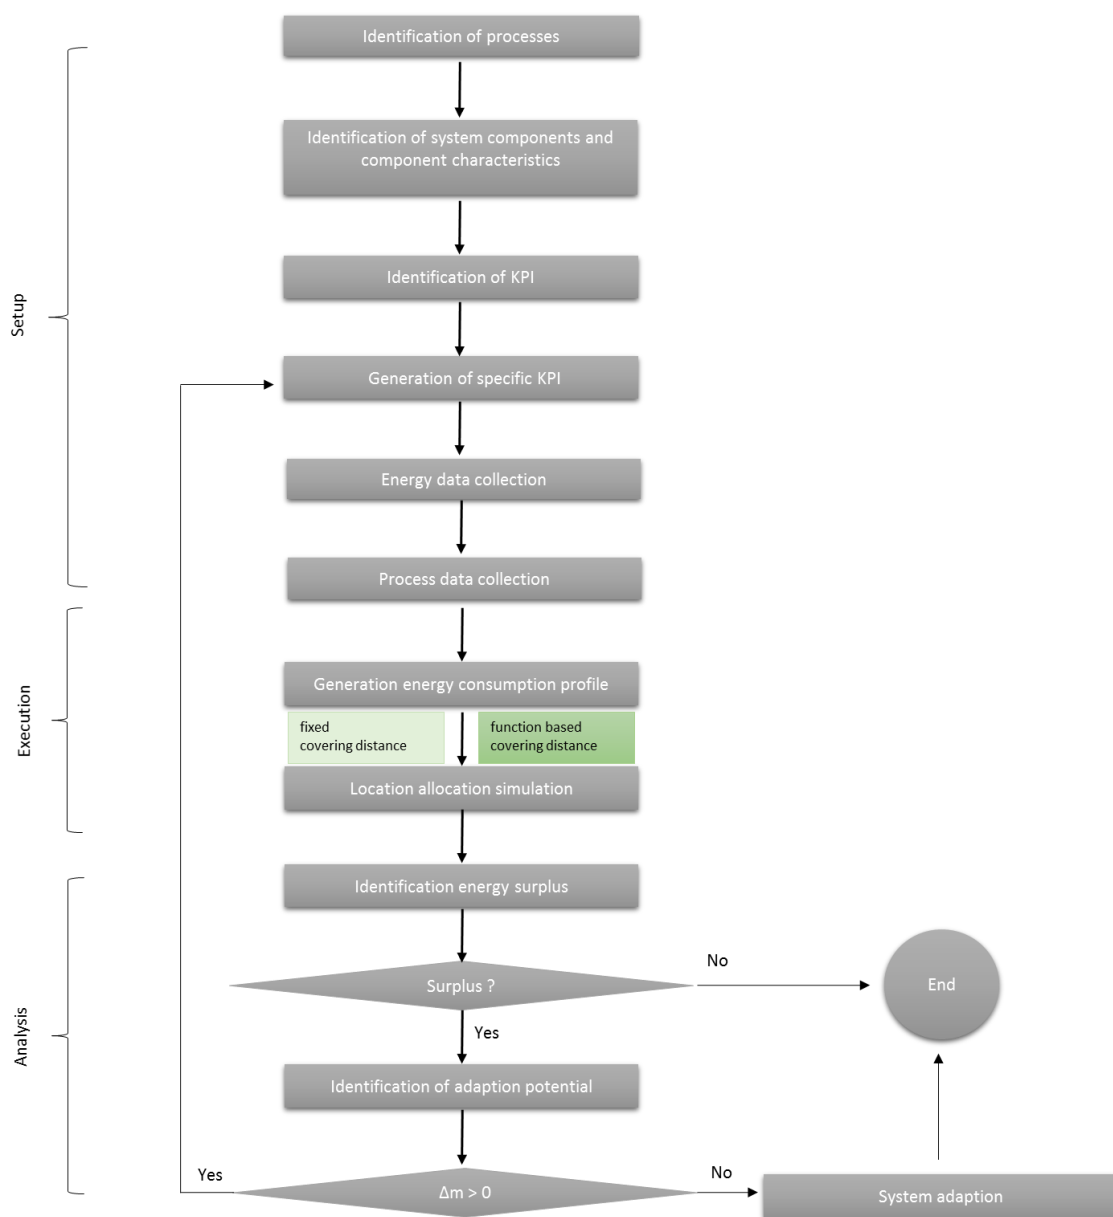 Identification of processes
Identification of system components and
component characteristics
Identification of KPI
Setup
Generation of specific KPI
Energy data collection
Process data collection
Generation energy consumption profile
Execution
fixed
covering distance
function based
covering distance
Location allocation simulation
Identification energy surplus
Surplus ?
No
End
Yes
Analysis
Identification of adaption potential
Yes
Δm > 0
No
System adaption